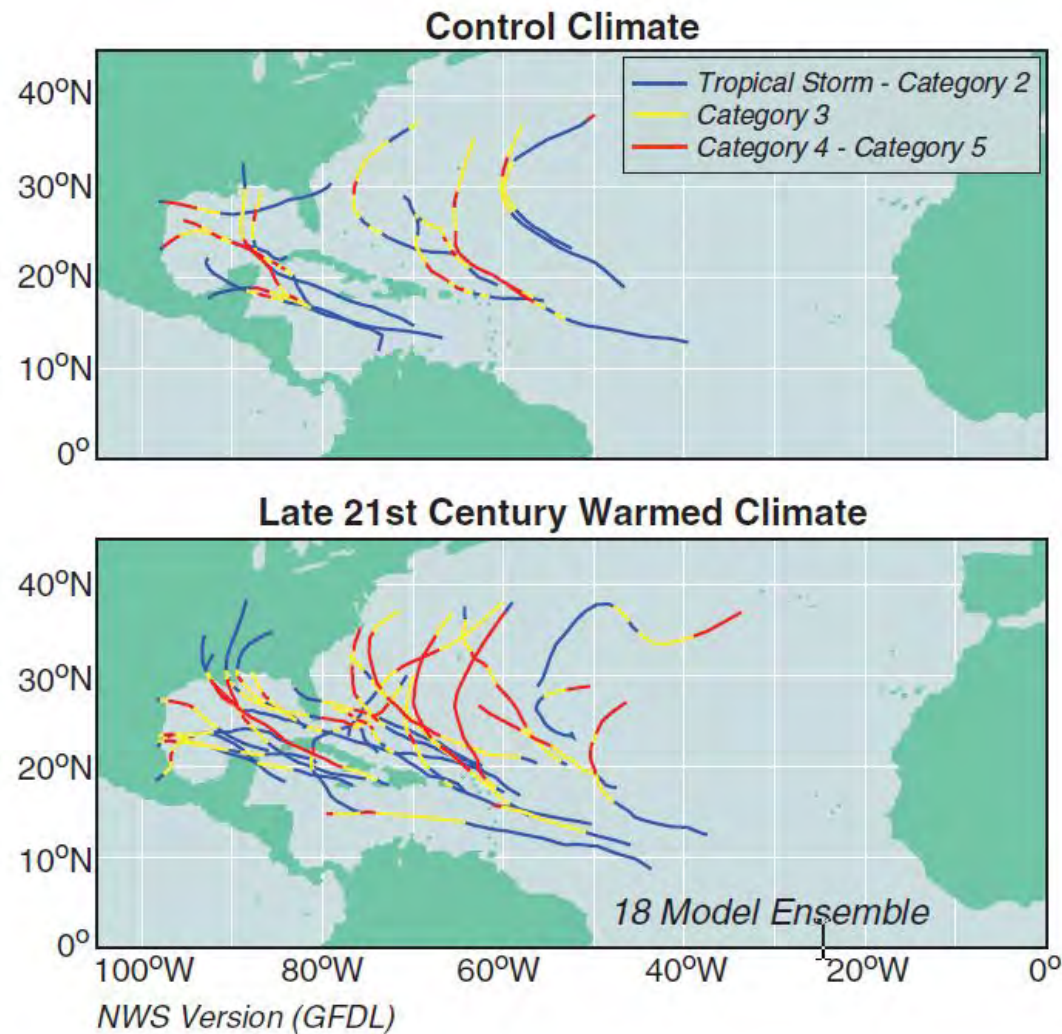 Control Climate
40°N
30°N
20°N
10°N
0°
Tropical Storm - Category 2
Category 3
Category 4 - Category 5
Late 21st Century Warmed Climate
40°N
30°N
20°N
10°N
0°
18 Model Ensemble
100°W 80°W 60°W 40°W 20°W 0°
NWS Version (GFDL)